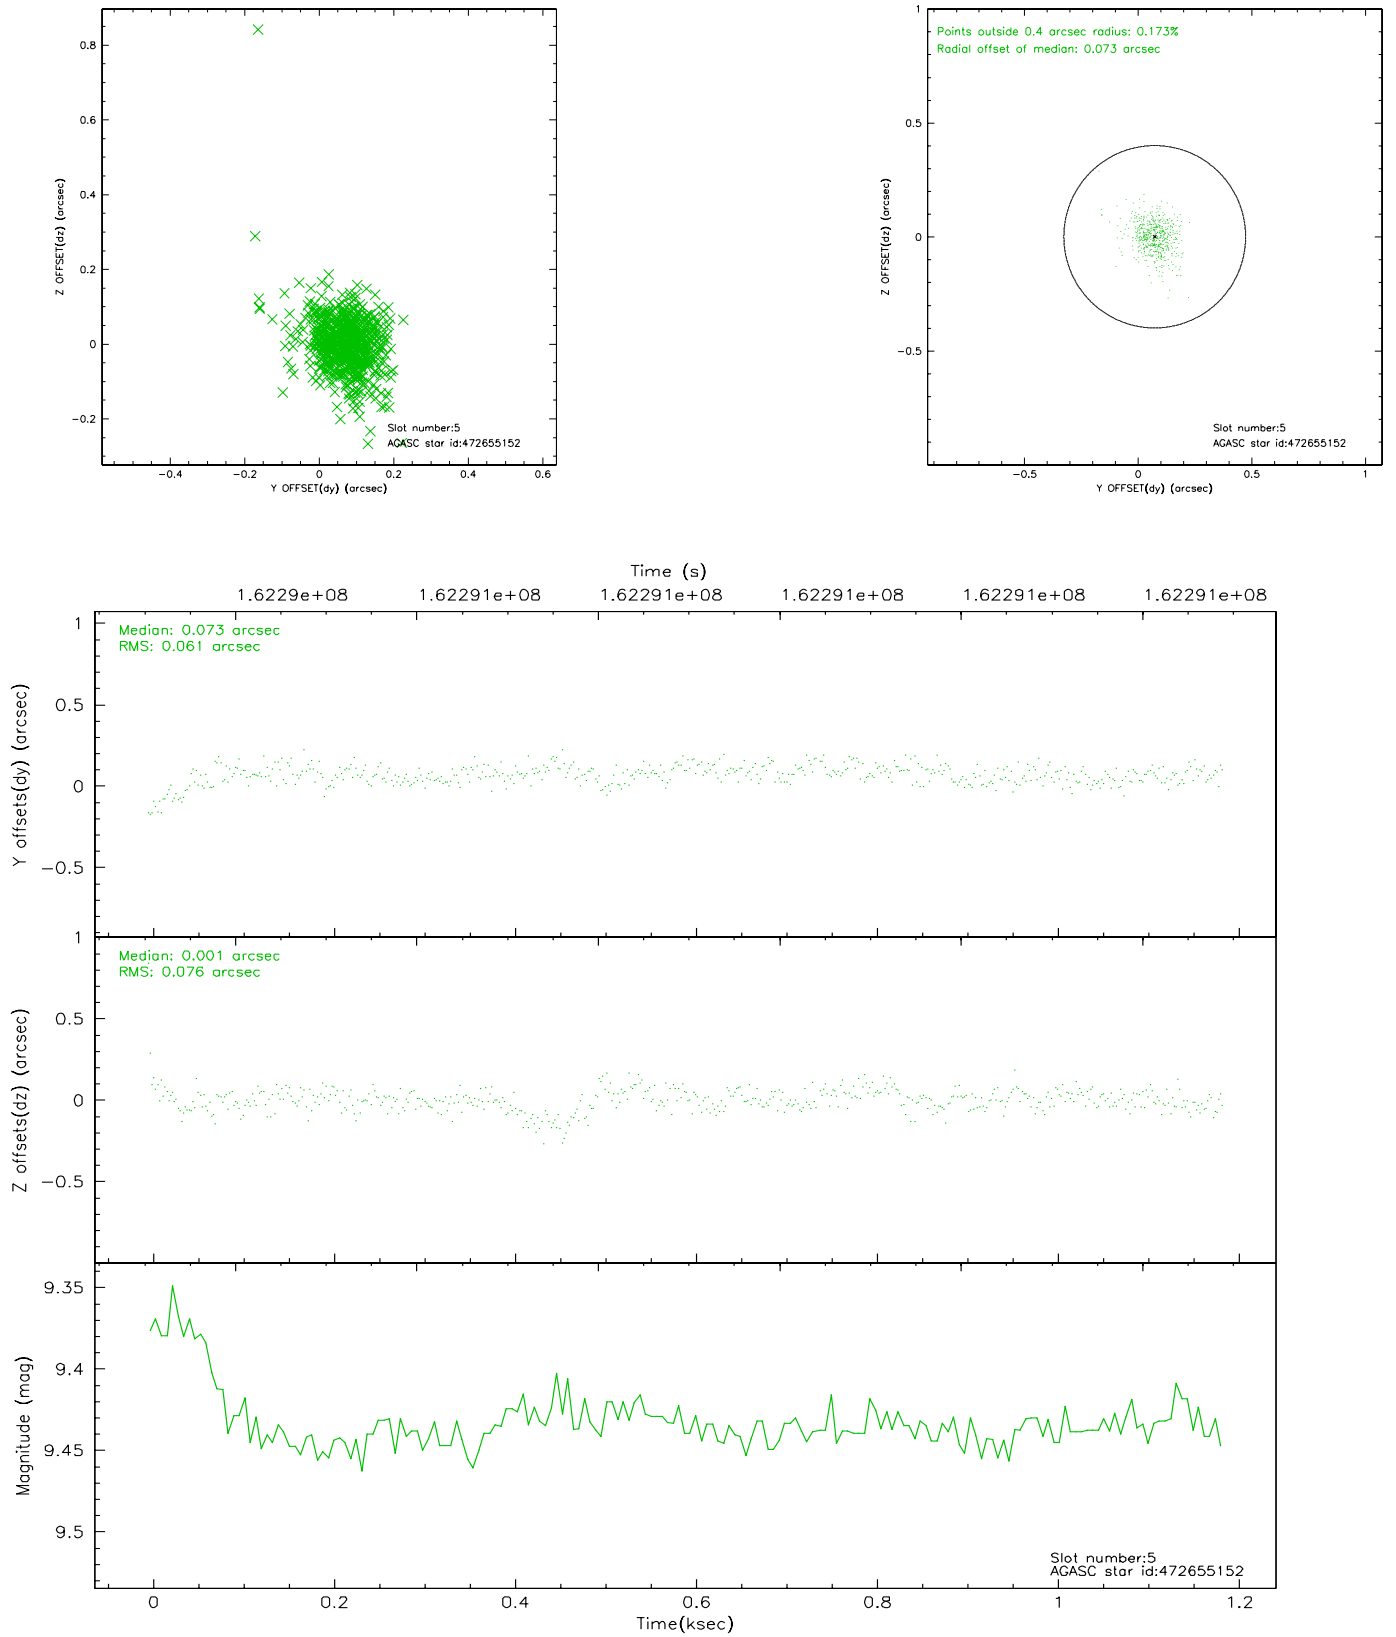 0.8
0.6
0.4
0.2
0
−0.2
Z OFFSET(dz) (arcsec)
Slot number:5
AGASC star id:472655152
−0.4 −0.2 0 0.2 0.4 0.6
Y OFFSET(dy) (arcsec)
Points outside 0.4 arcsec radius: 0.173%
Radial offset of median: 0.073 arcsec
1
0.5
0
−0.5
Z OFFSET(dz) (arcsec)
Slot number:5
AGASC star id:472655152
−0.5 0 0.5 1
Y OFFSET(dy) (arcsec)
Time (s)
1.6229e+08 1.62291e+08 1.62291e+08 1.62291e+08 1.62291e+08 1.62291e+08
Median: 0.073 arcsec
RMS: 0.061 arcsec
1
0.5
0
−0.5
Y offsets(dy) (arcsec)
Median: 0.001 arcsec
RMS: 0.076 arcsec
1
0.5
0
−0.5
Z offsets(dz) (arcsec)
9.35
9.4
9.45
9.5
Magnitude (mag)
Slot number:5
AGASC star id:472655152
0 0.2 0.4 0.6 0.8 1 1.2
Time(ksec)